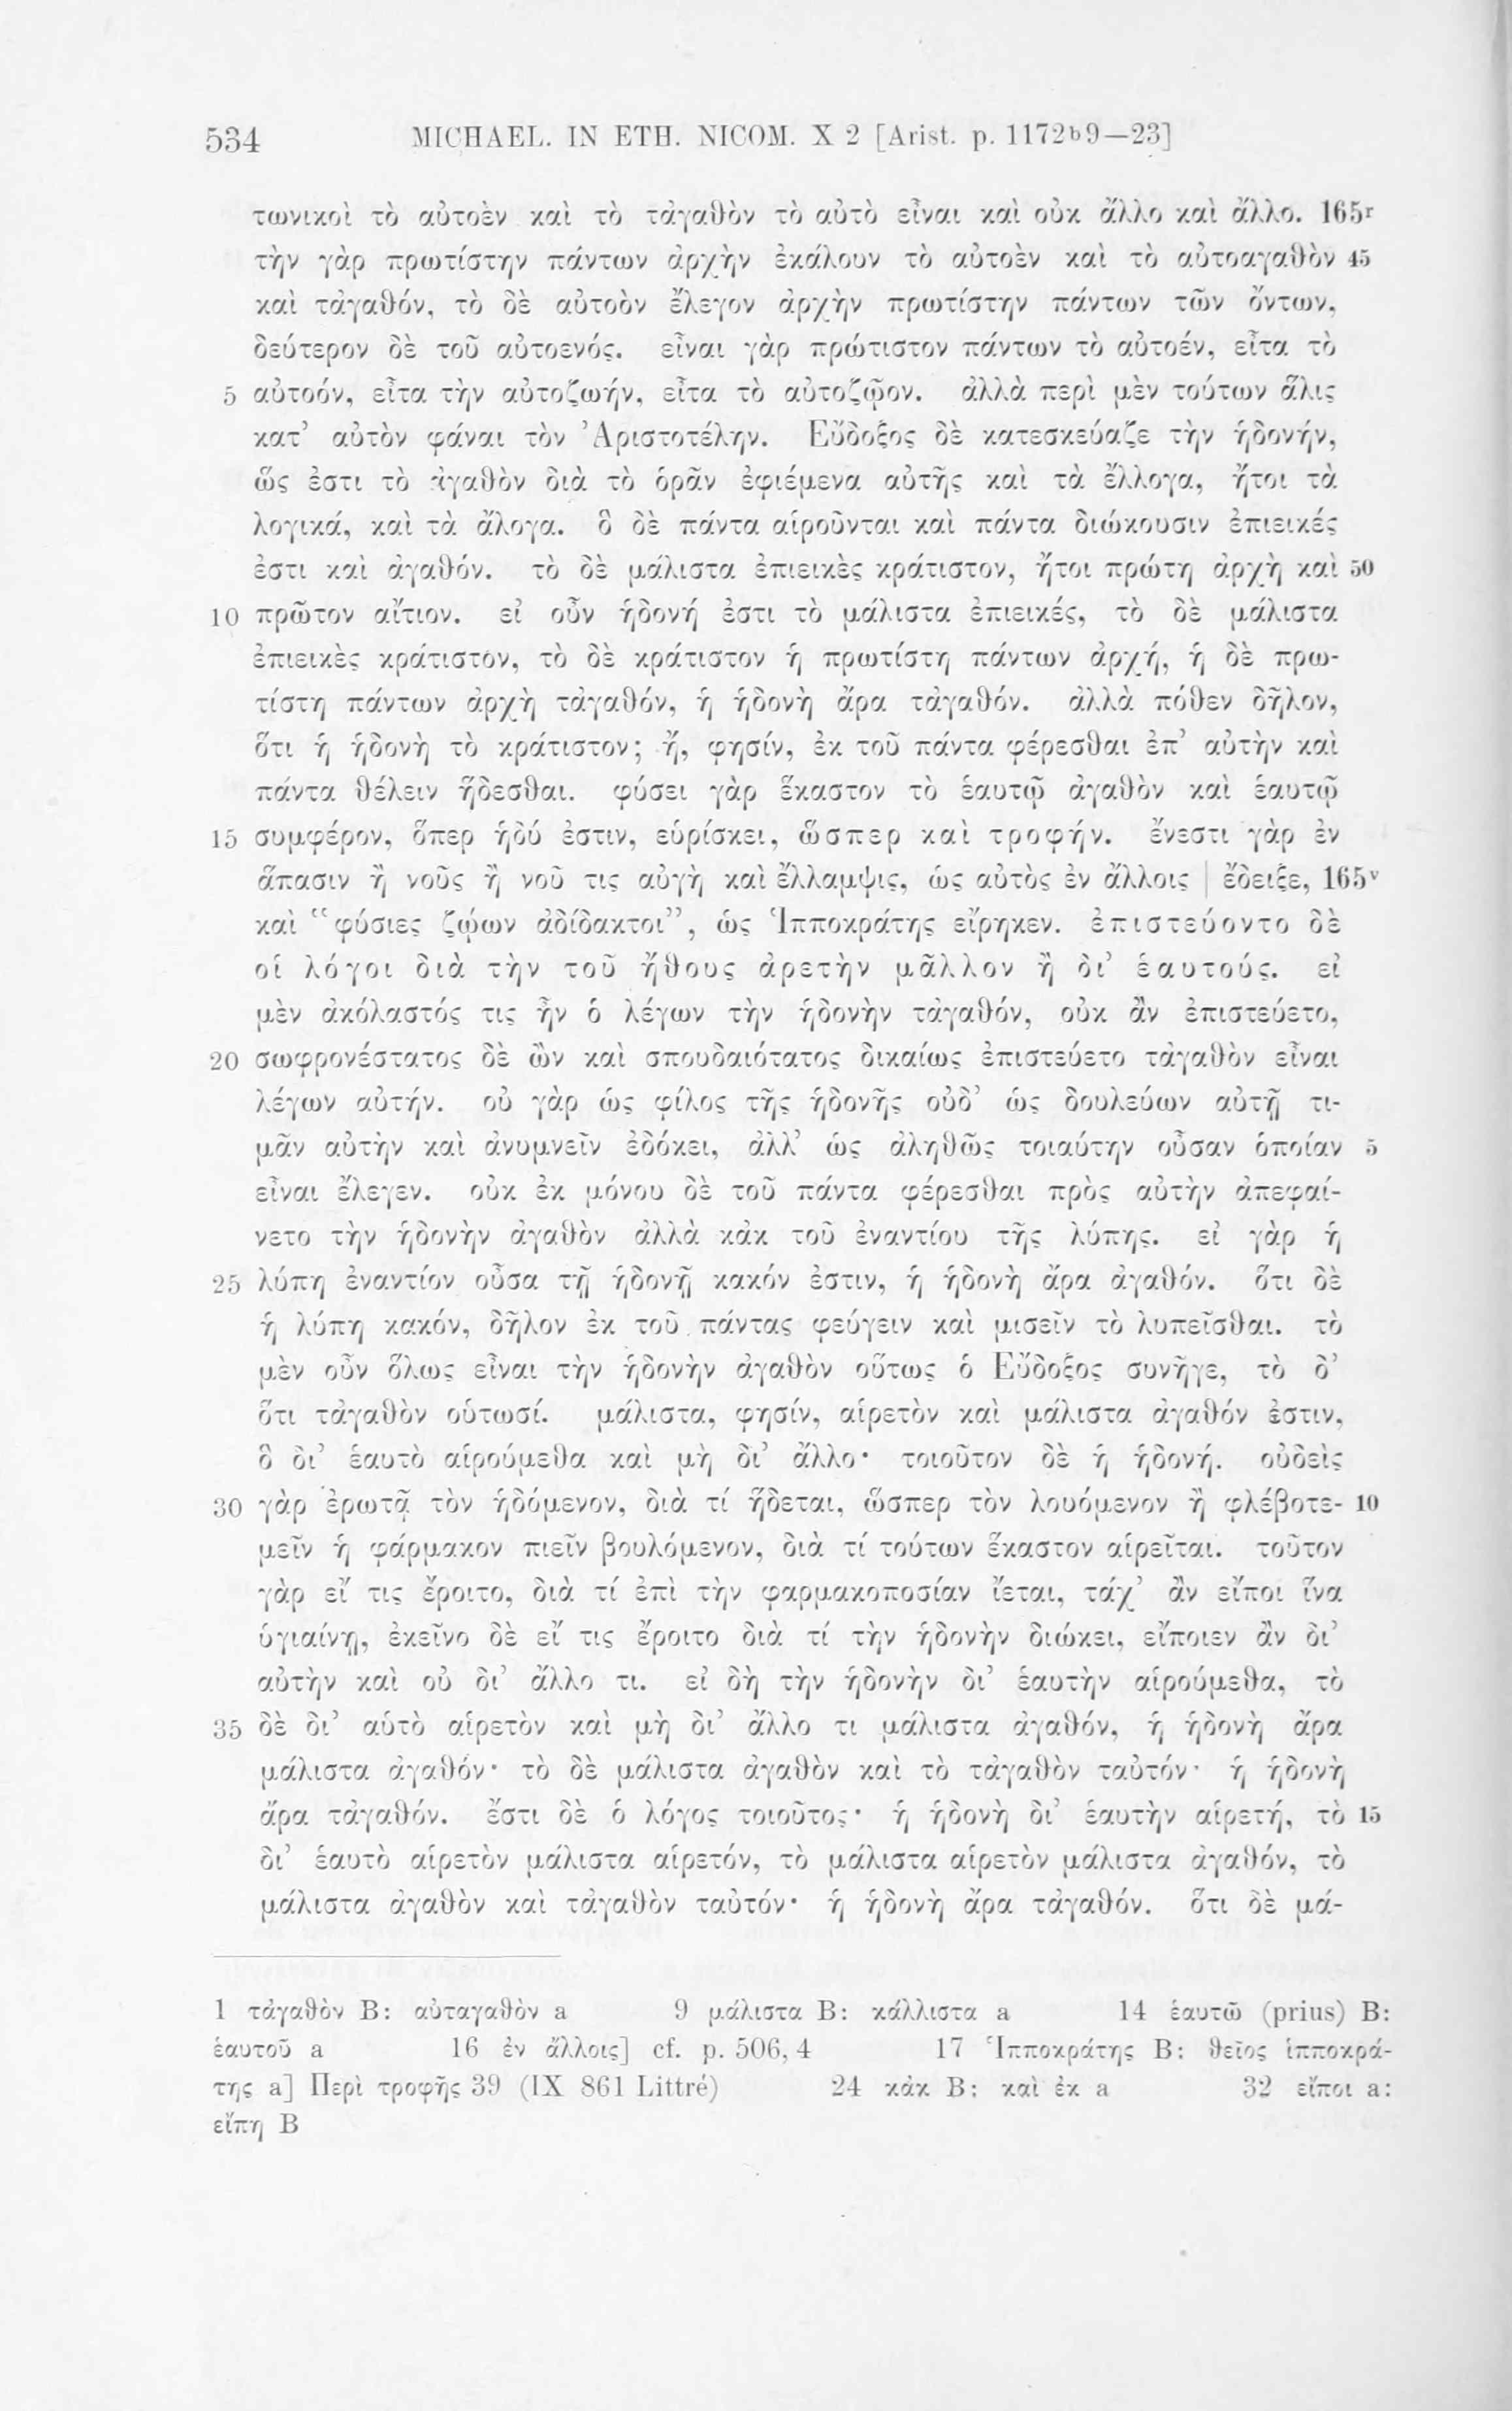 534 MICHAEL. IN ETH. NICOM. X 2 [Arist. p. 1172b9—23]
τωνικοὶ τὸ αὐτοὲν καὶ τὸ τἀγαθὸν τὸ αὐτὸ εἶναι καὶ οὐκ ἄλλο καὶ ἄλλο. 165r
τὴν γὰρ πρωτίστην πάντων ἀρχὴν ἐκάλουν τὸ αὐτοὲν καὶ τὸ αὐτοαγαθὸν 45
καὶ τἀγαθόν, τὸ δὲ αὐτοὸν ἔλεγον ἀρχὴν πρωτίστην πάντων τῶν ὄντων,
δεύτερον δὲ τοῦ αὐτοενός. εἶναι γὰρ πρώτιστον πάντων τὸ αὐτοέν, εἶτα τὸ
5 αὐτοόν, εἶτα τὴν αὐτοζωήν, εἶτα τὸ αὐτοζῷον. ἀλλὰ περὶ μὲν τούτων ἅλις
κατ’ αὐτὸν φάναι τὸν Ἀριστοτέλην. Εὔδοξος δὲ κατεσκεύαζε τὴν ἡδονήν,
ὥς ἐστι τὸ ἀγαθὸν διὰ τὸ ὁρᾶν ἐφιέμενα αὐτῆς καὶ τὰ ἔλλογα, ἤτοι τὰ
λογικά, καὶ τὰ ἄλογα. ὃ δὲ πάντα αἱροῦνται καὶ πάντα διώκουσιν ἐπιεικές
ἐστι καὶ ἀγαθόν. τὸ δὲ μάλιστα ἐπιεικὲς κράτιστον, ἤτοι πρώτη ἀρχὴ καὶ 50
10 πρῶτον αἴτιον. εἰ οὖν ἡδονή ἐστι τὸ μάλιστα ἐπιεικές, τὸ δὲ μάλιστα
ἐπιεικὲς κράτιστον, τὸ δὲ κράτιστον ἡ πρωτίστη πάντων ἀρχή, ἡ δὲ πρω-
τίστη πάντων ἀρχὴ τἀγαθόν, ἡ ἡδονὴ ἄρα τἀγαθόν. ἀλλὰ πόθεν δῆλον,
ὅτι ἡ ἡδονὴ τὸ κράτιστον; ἤ, φησίν, ἐκ τοῦ πάντα φέρεσθαι ἐπ’ αὐτὴν καὶ
πάντα θέλειν ἥδεσθαι. φύσει γὰρ ἕκαστον τὸ ἑαυτῷ ἀγαθὸν καὶ ἑαυτῷ
15 συμφέρον, ὅπερ ἡδύ ἐστιν, εὑρίσκει, ὥσπερ καὶ τροφήν. ἔνεστι γὰρ ἐν
ἅπασιν ἢ νοῦς ἢ νοῦ τις αὐγὴ καὶ ἔλλαμψις, ὡς αὐτὸς ἐν ἄλλοις | ἔδειξε, 165v
καὶ “φύσιες ζῴων ἀδίδακτοι”, ὡς Ἱπποκράτης εἴρηκεν. ἐπιστεύοντο δὲ
οἱ λόγοι διὰ τὴν τοῦ ἤθους ἀρετὴν μᾶλλον ἢ δι’ ἑαυτούς. εἰ
μὲν ἀκόλαστός τις ἦν ὁ λέγων τὴν ἡδονὴν τἀγαθόν, οὐκ ἂν ἐπιστεύετο,
20 σωφρονέστατος δὲ ὢν καὶ σπουδαιότατος δικαίως ἐπιστεύετο τἀγαθὸν εἶναι
λέγων αὐτήν. οὐ γὰρ ὡς φίλος τῆς ἡδονῆς οὐδ’ ὡς δουλεύων αὐτῇ τι-
μᾶν αὐτὴν καὶ ἀνυμνεῖν ἐδόκει, ἀλλ’ ὡς ἀληθῶς τοιαύτην οὖσαν ὁποίαν 5
εἶναι ἔλεγεν. οὐκ ἐκ μόνου δὲ τοῦ πάντα φέρεσθαι πρὸς αὐτὴν ἀπεφαί-
νετο τὴν ἡδονὴν ἀγαθὸν ἀλλὰ κἀκ τοῦ ἐναντίου τῆς λύπης. εἰ γὰρ ἡ
25 λύπη ἐναντίον οὖσα τῇ ἡδονῇ κακόν ἐστιν, ἡ ἡδονὴ ἄρα ἀγαθόν. ὅτι δὲ
ἡ λύπη κακόν, δῆλον ἐκ τοῦ πάντας φεύγειν καὶ μισεῖν τὸ λυπεῖσθαι. τὸ
μὲν οὖν ὅλως εἶναι τὴν ἡδονὴν ἀγαθὸν οὕτως ὁ Εὔδοξος συνῆγε, τὸ δ’
ὅτι τἀγαθὸν οὑτωσί. μάλιστα, φησίν, αἱρετὸν καὶ μάλιστα ἀγαθόν ἐστιν,
ὃ δι’ ἑαυτὸ αἱρούμεθα καὶ μὴ δι’ ἄλλο· τοιοῦτον δὲ ἡ ἡδονή. οὐδεὶς
30 γὰρ ἐρωτᾷ τὸν ἡδόμενον, διὰ τί ἥδεται, ὥσπερ τὸν λουόμενον ἢ φλέβοτε- 10
μεῖν ἢ φάρμακον πιεῖν βουλόμενον, διὰ τί τούτων ἕκαστον αἱρεῖται. τοῦτον
γὰρ εἴ τις ἔροιτο, διὰ τί ἐπὶ τὴν φαρμακοποσίαν ἵεται, τάχ’ ἂν εἴποι ἵνα
ὑγιαίνῃ, ἐκεῖνο δὲ εἴ τις ἔροιτο διὰ τί τὴν ἡδονὴν διώκει, εἴποιεν ἂν δι’
αὐτὴν καὶ οὐ δι’ ἄλλο τι. εἰ δὴ τὴν ἡδονὴν δι’ ἑαυτὴν αἱρούμεθα, τὸ
35 δὲ δι’ αὑτὸ αἱρετὸν καὶ μὴ δι’ ἄλλο τι μάλιστα ἀγαθόν, ἡ ἡδονὴ ἄρα
μάλιστα ἀγαθόν· τὸ δὲ μάλιστα ἀγαθὸν καὶ τὸ τἀγαθὸν ταὐτόν· ἡ ἡδονὴ
ἄρα τἀγαθόν. ἔστι δὲ ὁ λόγος τοιοῦτος· ἡ ἡδονὴ δι’ ἑαυτὴν αἱρετή, τὸ 15
δι’ ἑαυτὸ αἱρετὸν μάλιστα αἱρετόν, τὸ μάλιστα αἱρετὸν μάλιστα ἀγαθόν, τὸ
μάλιστα ἀγαθὸν καὶ τἀγαθὸν ταὐτόν· ἡ ἡδονὴ ἄρα τἀγαθόν. ὅτι δὲ μά-
1 τἀγαθὸν B: αὐταγαθὸν a 9 μάλιστα B: κάλλιστα a 14 ἑαυτῶ (prius) B:
ἑαυτοῦ a 16 ἐν ἄλλοις] cf. p. 506,4 17 Ἱπποκράτης B: θεῖος ἱπποκρά-
της a] Περὶ τροφῆς 39 (IX 861 Littré) 24 κἀκ B: καὶ ἐκ a 32 εἴποι a:
εἴπη B